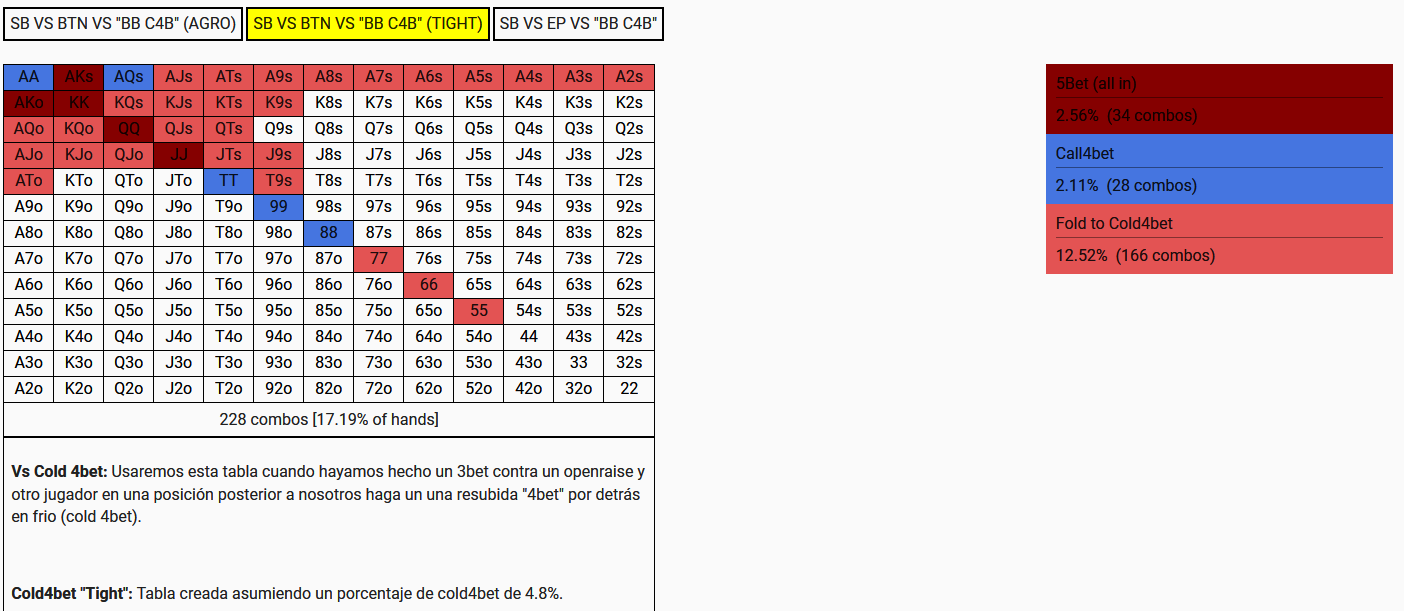 SB VS BTN VS "BB C4B" (AGRO) SB VS BTN VS "BB C4B" (TIGHT) SB VS EP VS "BB C4B"
AA AKs AQs AJs ATs A9s A8s A7s A6s A5s A4s A3s A2s
AKo KK KQs KJs KTs K9s K8s K7s K6s K5s K4s K3s K2s
AQo KQo QQ QJs QTs Q9s Q8s Q7s Q6s Q5s Q4s Q3s Q2s
AJo KJo QJo JJ JTs J9s J8s J7s J6s J5s J4s J3s J2s
ATo KTo QTo JTo TT T9s T8s T7s T6s T5s T4s T3s T2s
A9o K9o Q9o J9o T9o 99 98s 97s 96s 95s 94s 93s 92s
A8o K8o Q8o J8o T8o 98o 88 87s 86s 85s 84s 83s 82s
A7o K7o Q7o J7o T7o 97o 87o 77 76s 75s 74s 73s 72s
A6o K6o Q6o J6o T6o 96o 86o 76o 66 65s 64s 63s 62s
A5o K5o Q5o J5o T5o 95o 85o 75o 65o 55 54s 53s 52s
A4o K4o Q4o J4o T4o 94o 84o 74o 64o 54o 44 43s 42s
A3o K3o Q3o J3o T3o 93o 83o 73o 63o 53o 43o 33 32s
A2o K2o Q2o J2o T2o 92o 82o 72o 62o 52o 42o 32o 22
228 combos [17.19% of hands]
Vs Cold 4bet: Usaremos esta tabla cuando hayamos hecho un 3bet contra un openraise y
otro jugador en una posición posterior a nosotros haga un una resubida "4bet" por detrás
en frio (cold 4bet).
Cold4bet "Tight": Tabla creada asumiendo un porcentaje de cold4bet de 4.8%.
5Bet (all in)
2.56% (34 combos)
Call4bet
2.11% (28 combos)
Fold to Cold4bet
12.52% (166 combos)